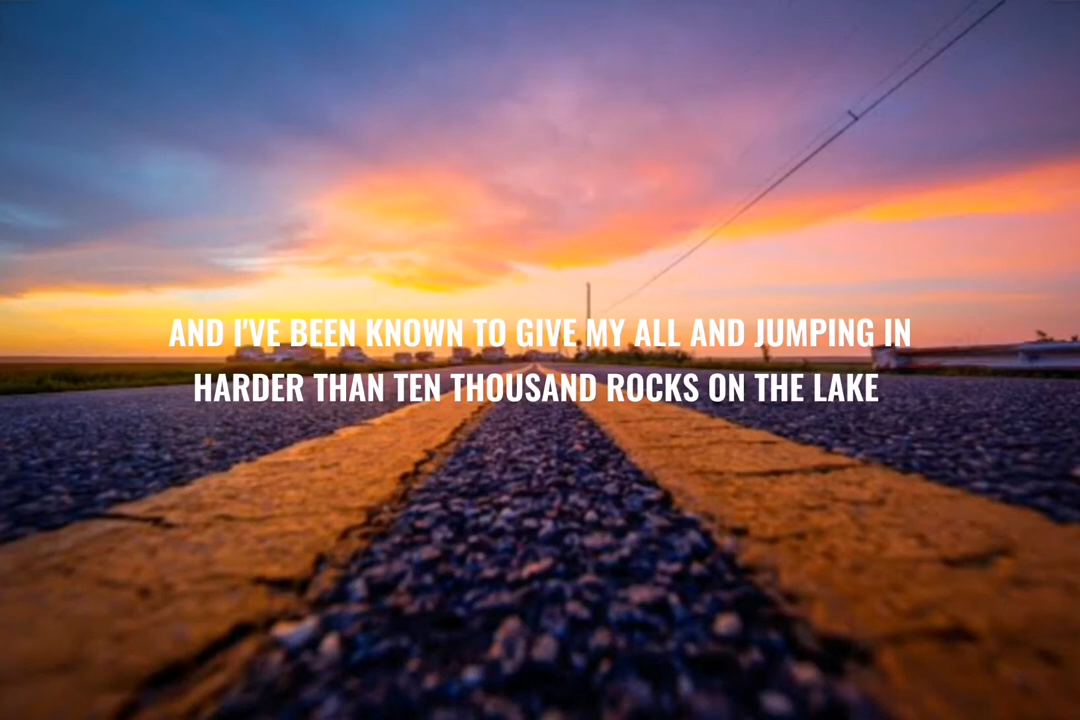 AND I'VE BEEN KNOWN TO GIVE MY ALL AND JUMPING IN
HARDER THAN TEN THOUSAND ROCKS ON THE LAKE